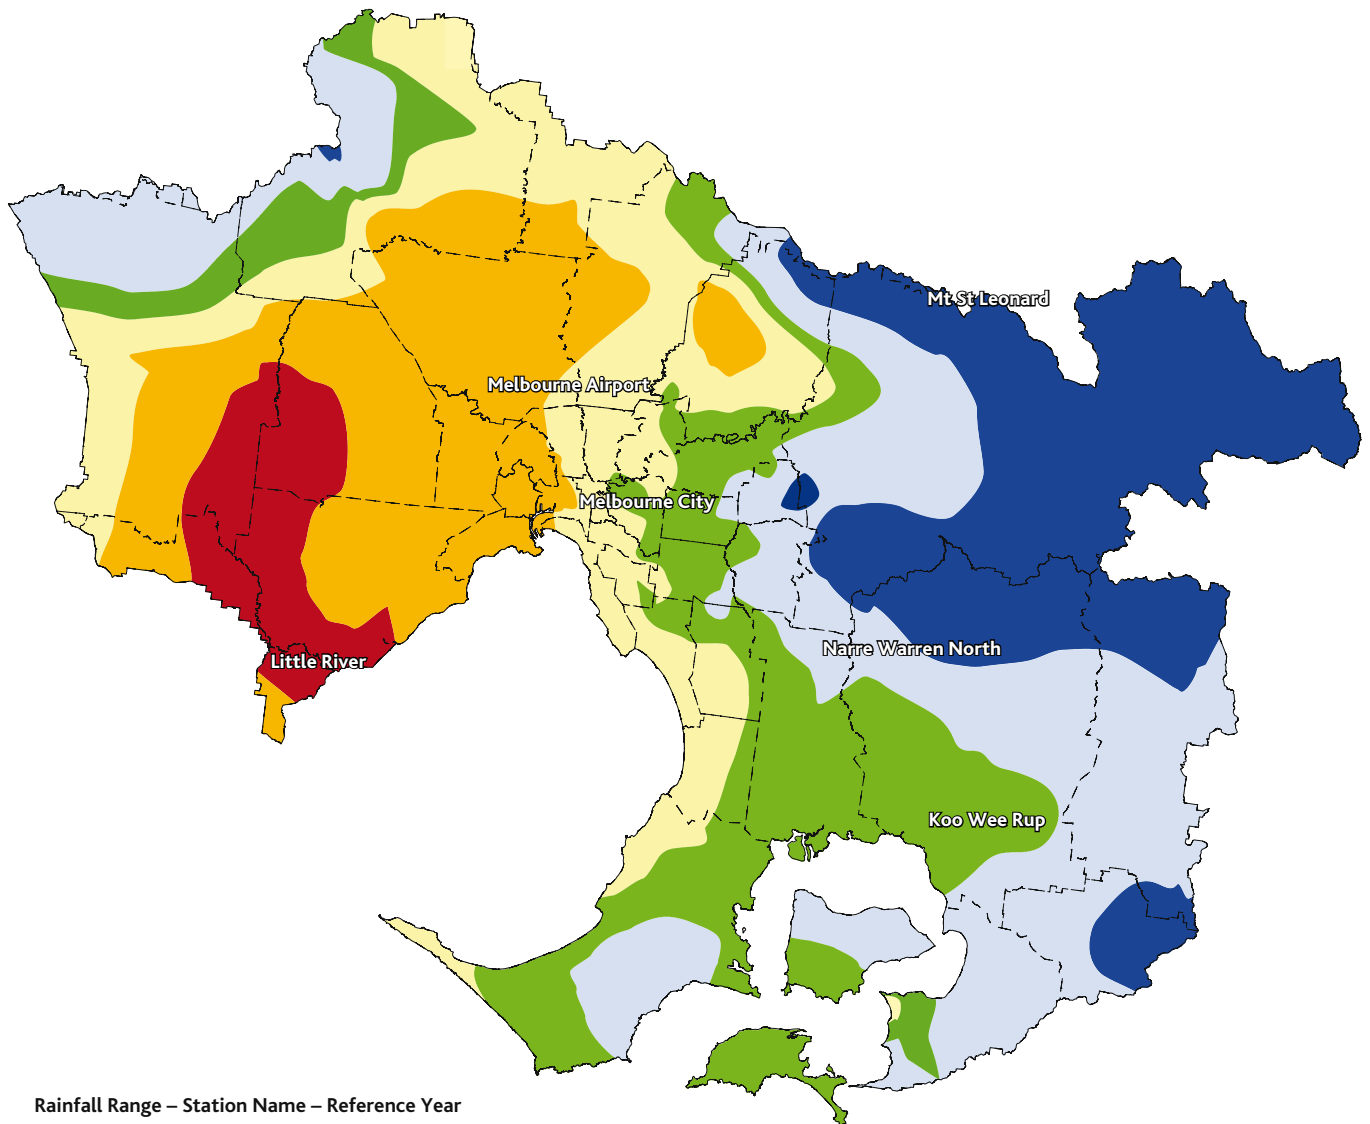 Mt St Leonard
Melbourne Airport
Melbourne City
Narre Warren North
Little River
Koo Wee Rup
Rainfall Range – Station Name – Reference Year